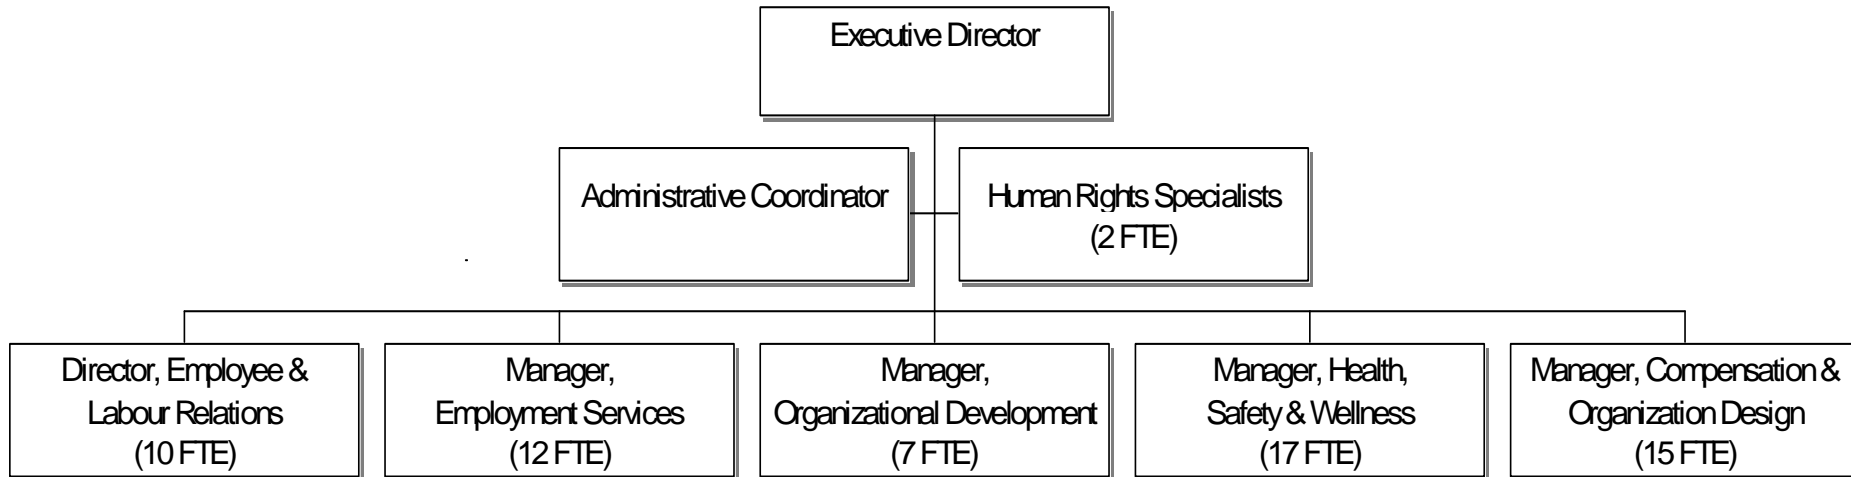 Executive Director
Administrative Coordinator
Human Rights Specialists
(2 FTE)
Director, Employee &
Labour Relations
(10 FTE)
Manager,
Employment Services
(12 FTE)
Manager,
Organizational Development
(7 FTE)
Manager, Health,
Safety & Wellness
(17 FTE)
Manager, Compensation &
Organization Design
(15 FTE)